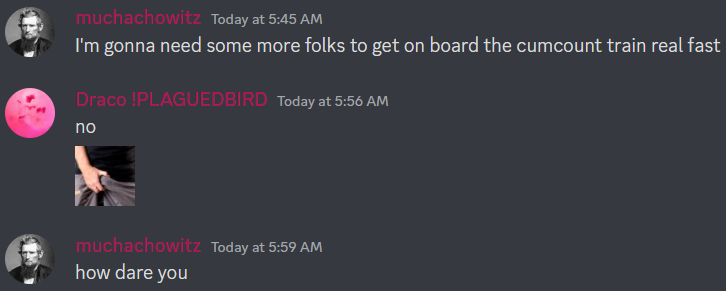 muchachowitz Today at 5:45 AM
I'm gonna need some more folks to get on board the cumcount train real fast
Draco !PLAGUEDBIRD Today at 5:56 AM
no
muchachowitz Today at 5:59 AM
how dare you